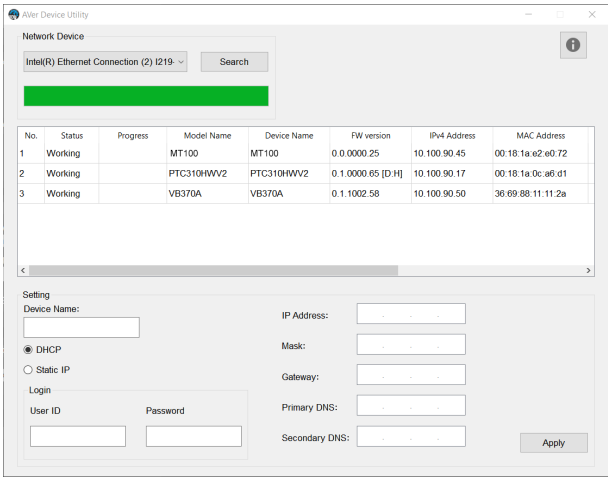 AVer Device Utility
Network Device
Intel(R) Ethernet Connection (2) I219-
Search
No. Status Progress Model Name Device Name FW version IPv4 Address MAC Address
1 Working MT100 MT100 0.0.0000.25 10.100.90.45 00:18:1a:e2:e0:72
2 Working PTC310HWV2 PTC310HWV2 0.1.0000.65 [D:H] 10.100.90.17 00:18:1a:0c:a6:d1
3 Working VB370A VB370A 0.1.1002.58 10.100.90.50 36:69:88:11:11:2a
Setting
Device Name:
DHCP
Static IP
Login
User ID Password
IP Address:
Mask:
Gateway:
Primary DNS:
Secondary DNS:
Apply